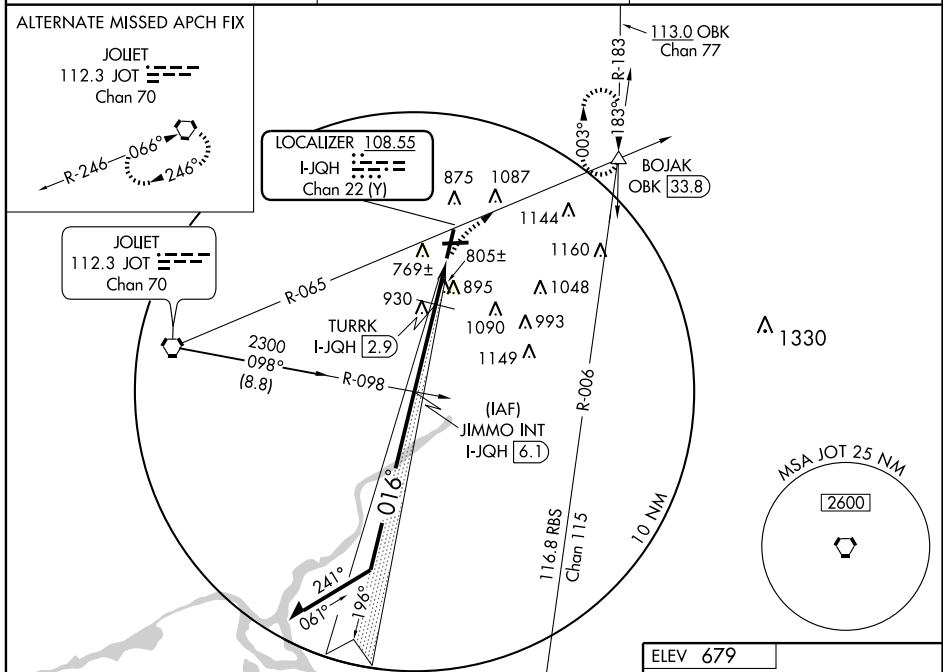 ALTERNATE MISSED APCH FIX
JOLIET
112.3 JOT
Chan 70
R-246
066°
246°
LOCALIZER 108.55
I-JQH
Chan 22 (Y)
JOLIET
112.3 JOT
Chan 70
113.0 OBK
Chan 77
R-183
183°
003°
BOJAK
OBK 33.8
875
1087
1144
1160
769±
805±
895
1048
930
1090
993
1149
1330
R-065
TURRK
I-JQH 2.9
2300
098°
(8.8)
R-098
(IAF)
JIMMO INT
I-JQH 6.1
R-006
016°
116.8 RBS
Chan 115
10 NM
241°
061°
196°
MSA JOT 25 NM
2600
ELEV 679